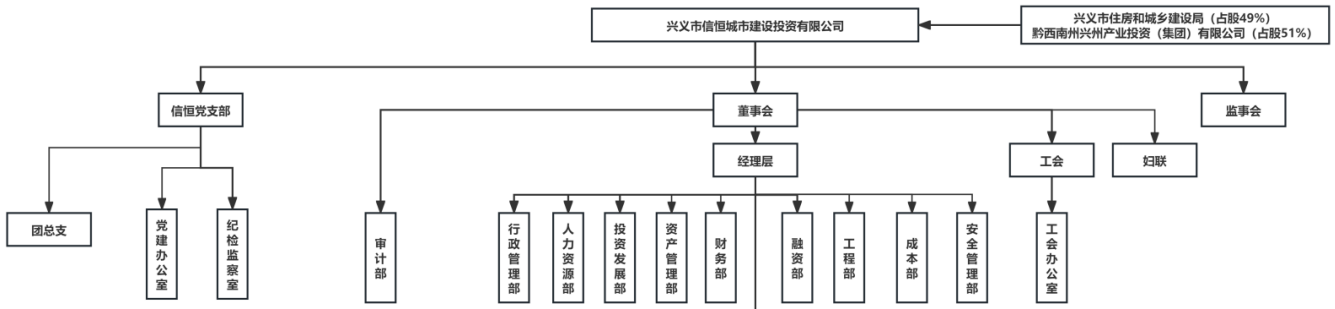 兴义市信恒城市建设投资有限公司
兴义市住房和城乡建设局（占股49%）
黔西南州兴州产业投资（集团）有限公司（占股51%）
信恒党支部
董事会
监事会
经理层
工会
妇联
团总支
党建办公室
纪检监察室
审计部
行政管理部
人力资源部
投资发展部
资产管理部
财务部
融资部
工程部
成本部
安全管理部
工会办公室